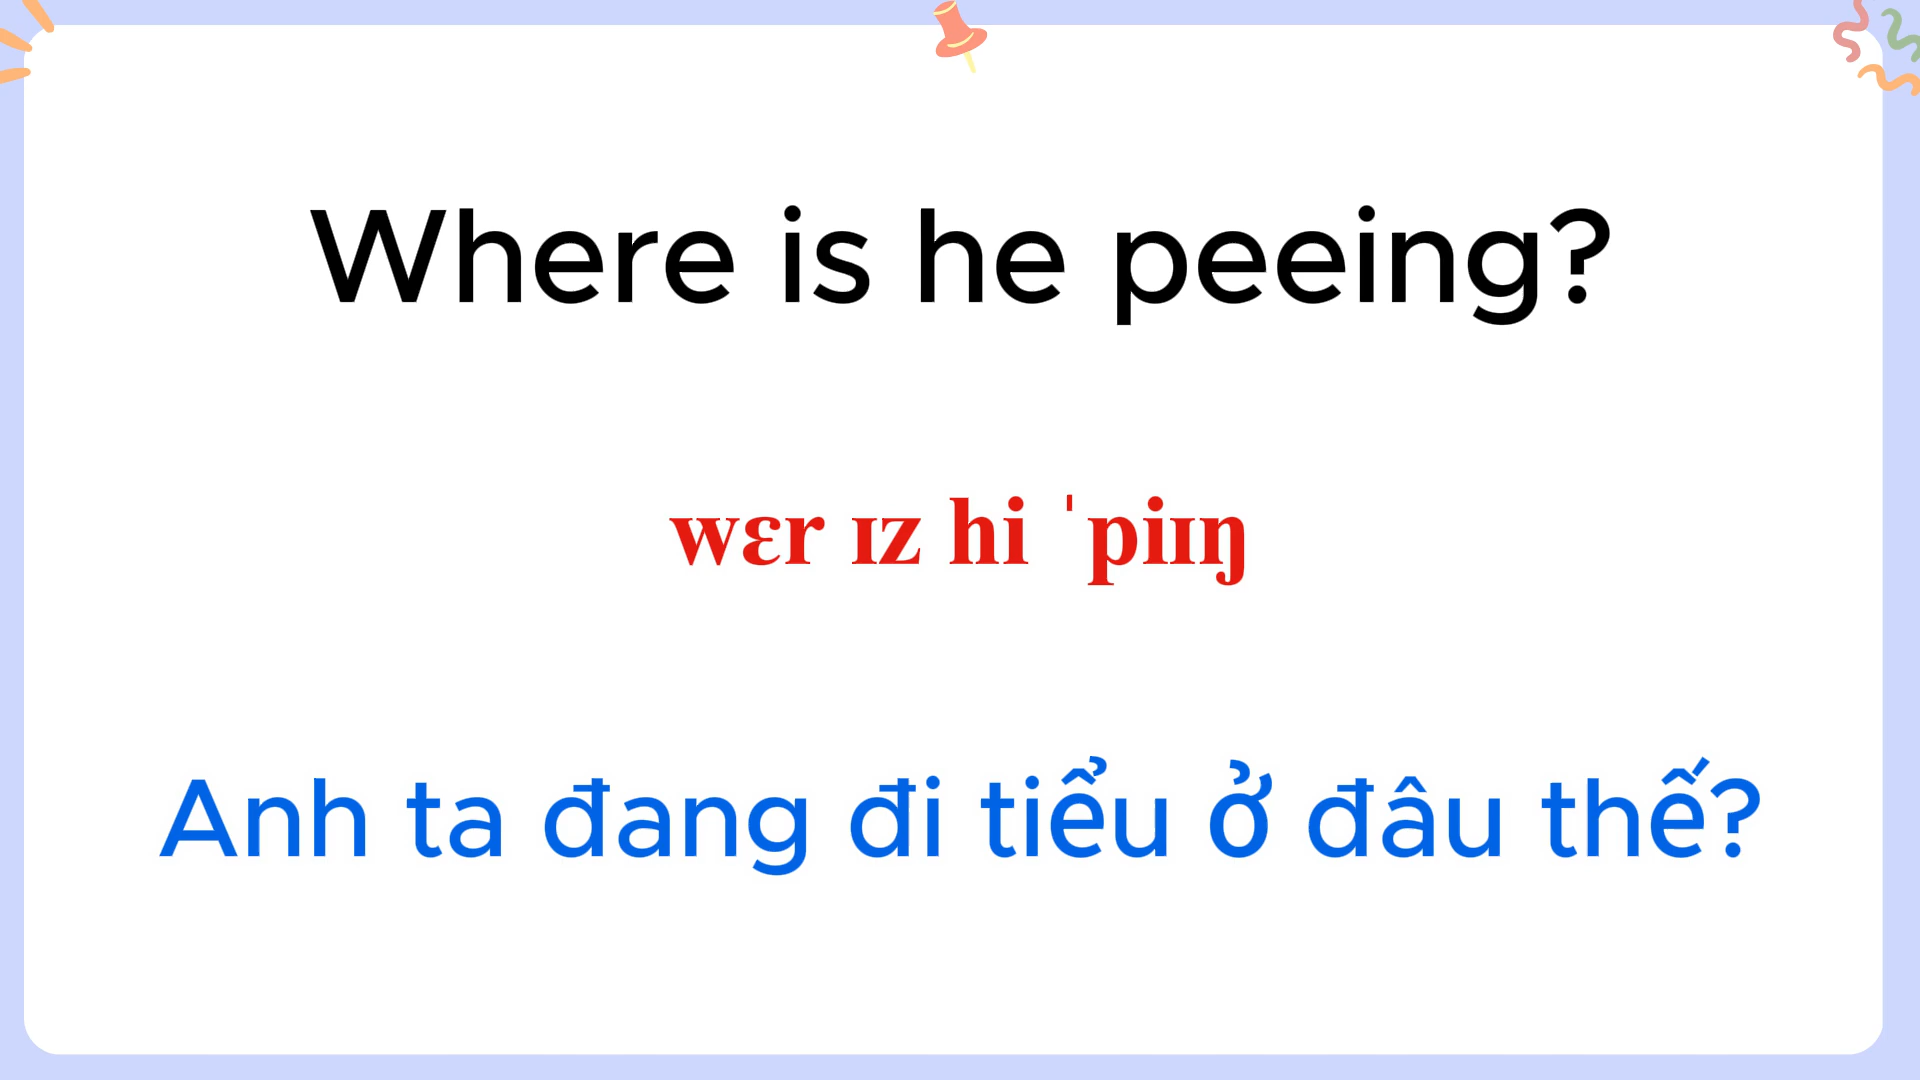 Where is he peeing?
wɛr ɪz hi ˈpiɪŋ
Anh ta đang đi tiểu ở đâu thế?